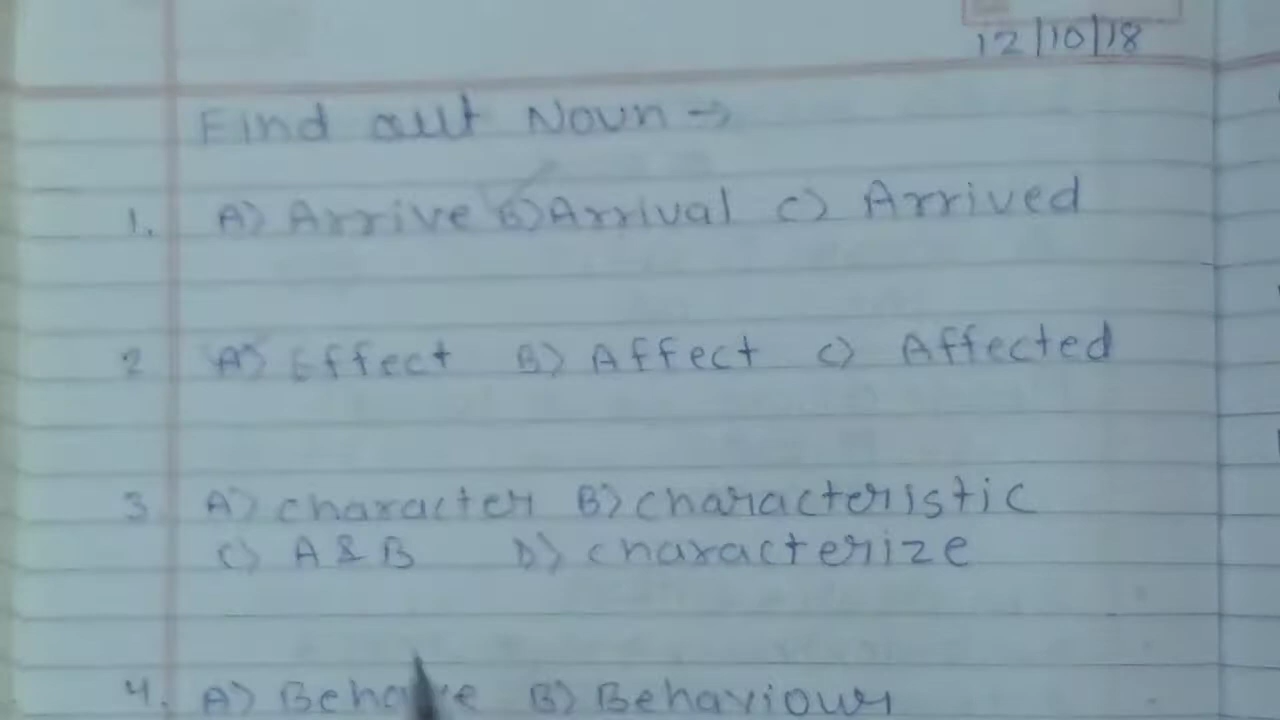 12/10/18
Find out Noun →
1. A) Arrive B) Arrival C) Arrived
2 A) Effect B) Affect C) Affected
3 A) character B) characteristic
C) A & B D) characterize
4. A) Behave B) Behaviour